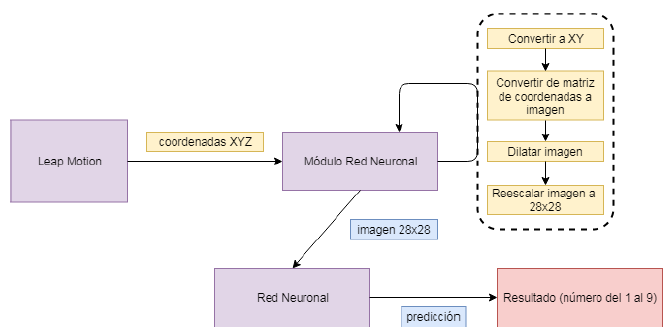 Convertir a XY
Convertir de matriz
de coordenadas a
imagen
Dilatar imagen
Reescalar imagen a
28x28
Leap Motion
coordenadas XYZ
Módulo Red Neuronal
imagen 28x28
Red Neuronal
predicción
Resultado (número del 1 al 9)